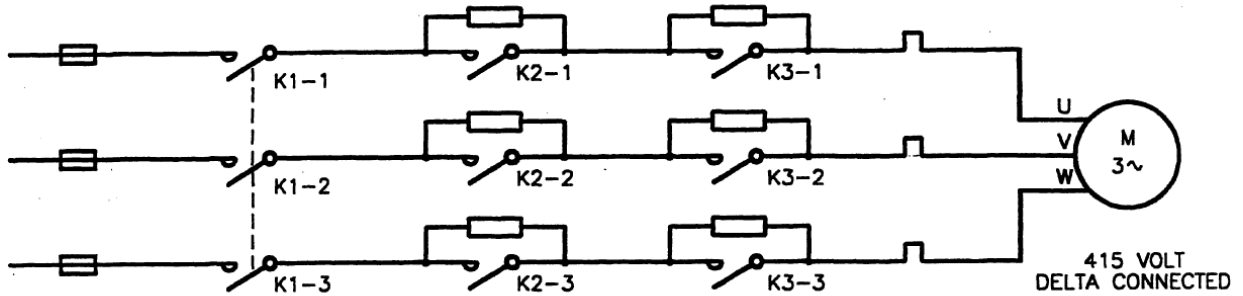 K1-1
K2-1
K3-1
U
V
W
M
3~
K1-2
K2-2
K3-2
K1-3
K2-3
K3-3
415 VOLT
DELTA CONNECTED